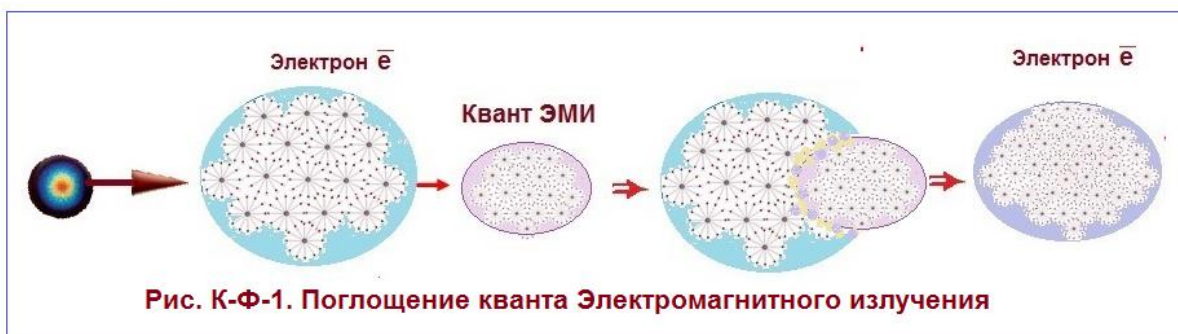 Электрон e̅
Квант ЭМИ
Электрон e̅
Рис. К-Ф-1. Поглощение кванта Электромагнитного излучения